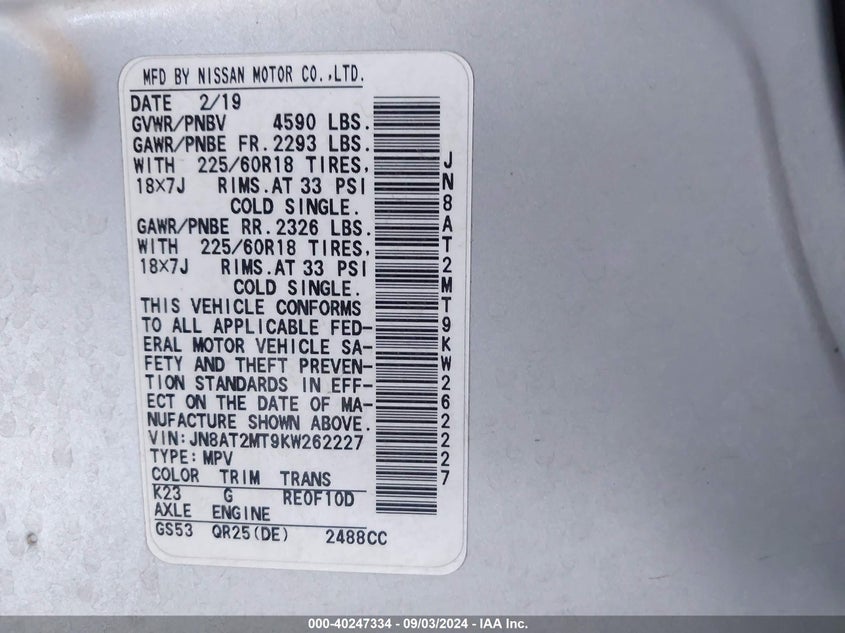 MFD BY NISSAN MOTOR CO.,LTD.
DATE 2/19
GVWR/PNBV 4590 LBS.
GAWR/PNBE FR. 2293 LBS.
WITH 225/60R18 TIRES,
18×7J RIMS.AT 33 PSI
COLD SINGLE.
GAWR/PNBE RR. 2326 LBS.
WITH 225/60R18 TIRES,
18×7J RIMS.AT 33 PSI
COLD SINGLE.
THIS VEHICLE CONFORMS
TO ALL APPLICABLE FED-
ERAL MOTOR VEHICLE SA-
FETY AND THEFT PREVEN-
TION STANDARDS IN EFF-
ECT ON THE DATE OF MA-
NUFACTURE SHOWN ABOVE.
VIN:JN8AT2MT9KW262227
TYPE:MPV
COLOR TRIM TRANS
K23 G RE0F10D
AXLE ENGINE
GS53 QR25(DE) 2488CC
JN8AT2MT9KW262227
000-40247334 - 09/03/2024 - IAA Inc.